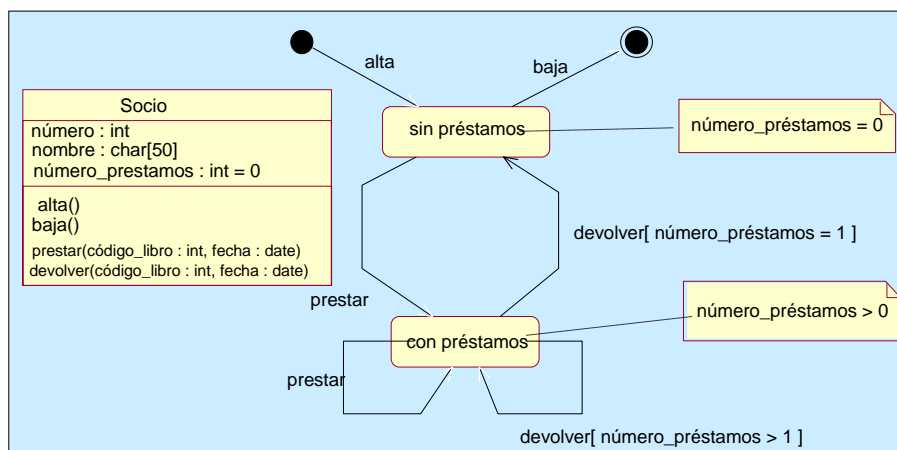 alta
baja
Socio
número : int
nombre : char[50]
número_prestamos : int = 0
alta()
baja()
prestar(código_libro : int, fecha : date)
devolver(código_libro : int, fecha : date)
sin préstamos
número_préstamos = 0
devolver[ número_préstamos = 1 ]
prestar
número_préstamos > 0
con préstamos
prestar
devolver[ número_préstamos > 1 ]